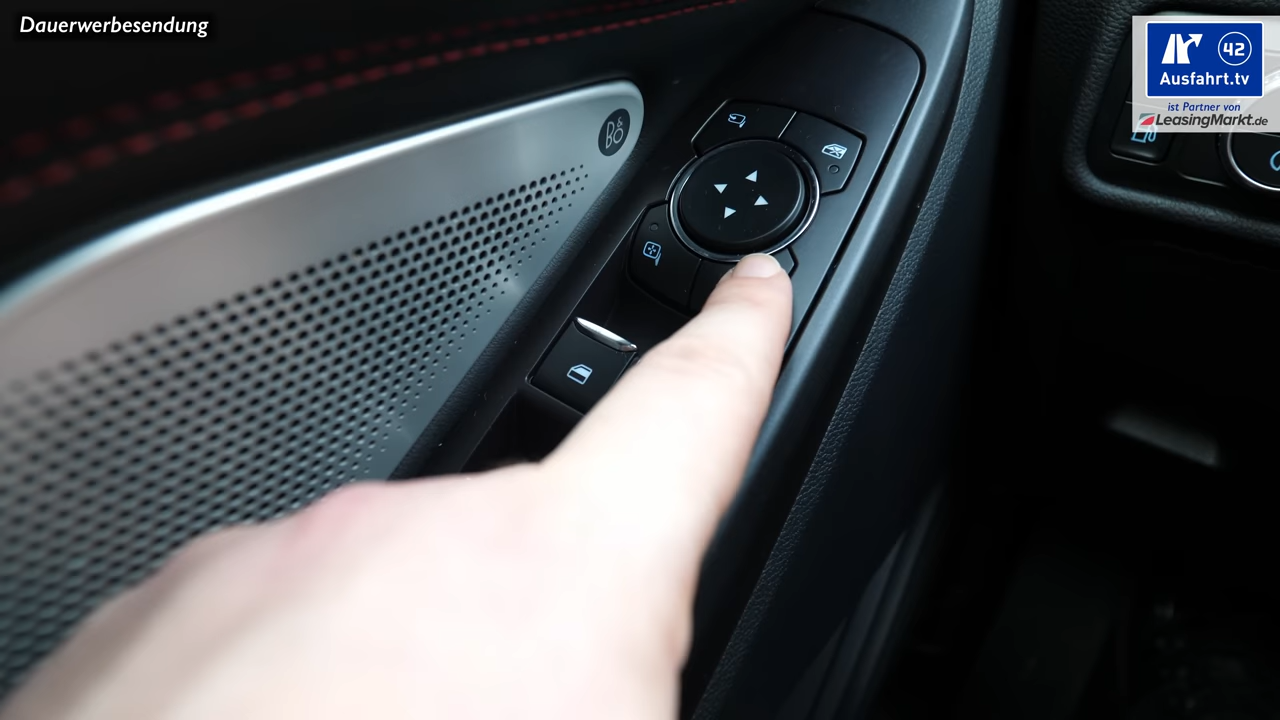 Dauerwerbesendung
42
Ausfahrt.tv
ist Partner von
LeasingMarkt.de
B&O